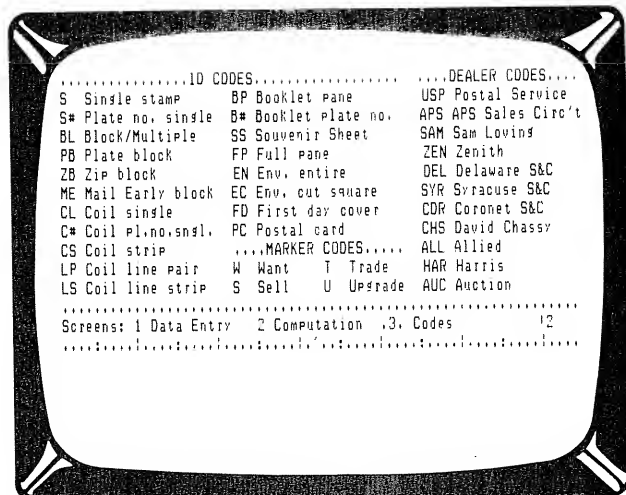 ................ID CODES.................. ....DEALER CODES....
S Single stamp BP Booklet pane USP Postal Service
S# Plate no. single B# Booklet plate no. APS APS Sales Circ't
BL Block/Multiple SS Souvenir Sheet SAM Sam Loving
PB Plate block FP Full pane ZEN Zenith
ZB Zip block EN Env. entire DEL Delaware S&C
ME Mail Early block EC Env. cut square SYR Syracuse S&C
CL Coil single FD First day cover CDR Coronet S&C
C# Coil pl.no.sngl. PC Postal card CHS David Chassy
CS Coil strip ....MARKER CODES..... ALL Allied
LP Coil line pair W Want T Trade HAR Harris
LS Coil line strip S Sell U Upgrade AUC Auction
Screens: 1 Data Entry 2 Computation .3. Codes !2